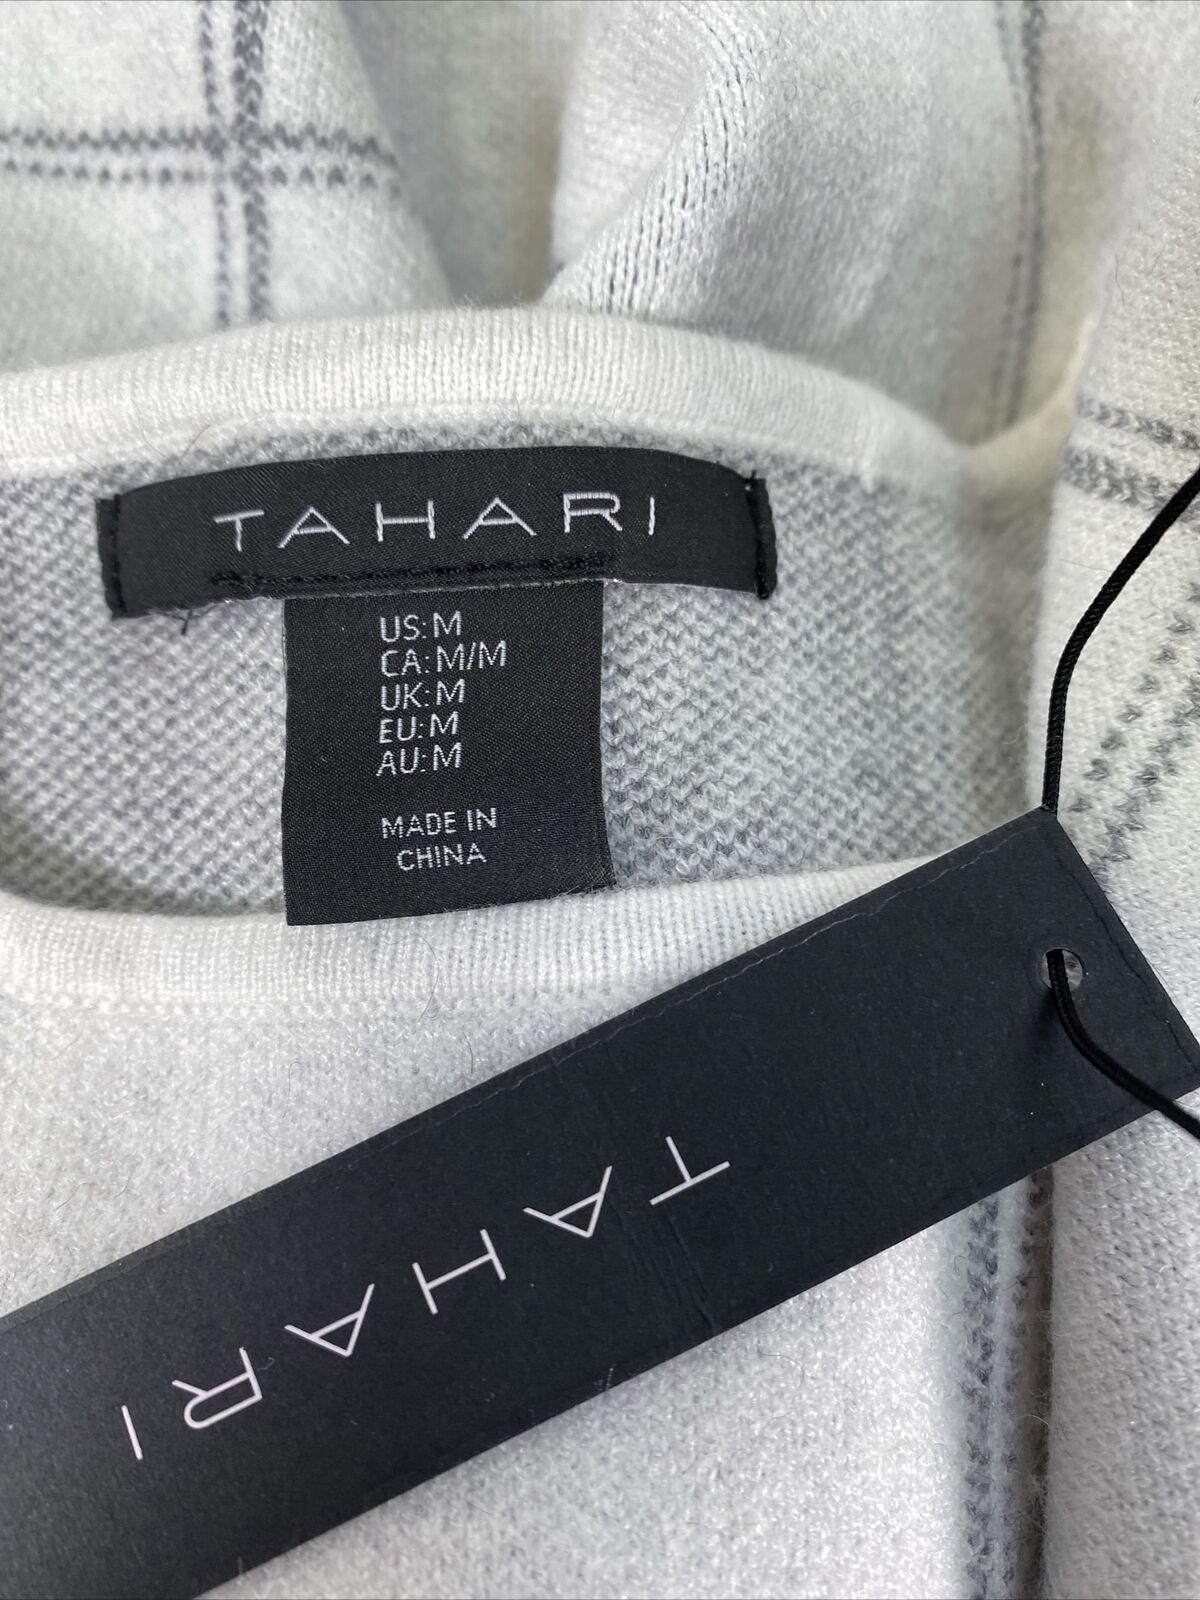 TAHARI
US: M
CA: M/M
UK: M
EU: M
AU: M
MADE IN
CHINA
TAHARI